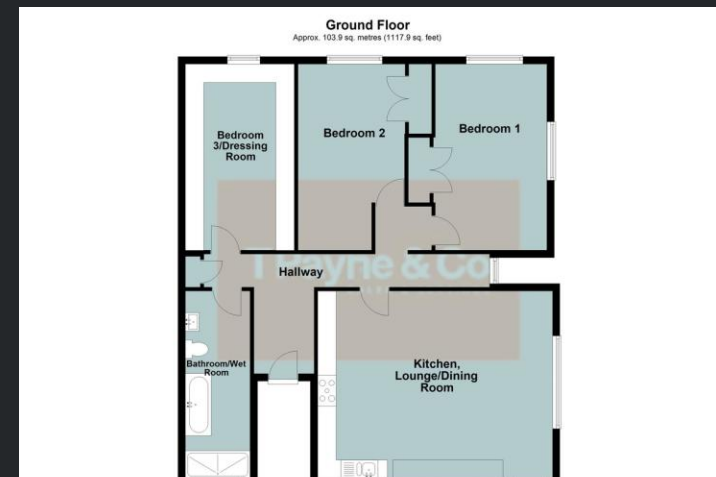 Ground Floor
Approx. 103.9 sq. metres (1117.9 sq. feet)
Bedroom
3/Dressing
Room
Bedroom 2
Bedroom 1
T Payne & Co
Hallway
Bathroom/Wet
Room
Kitchen,
Lounge/Dining
Room